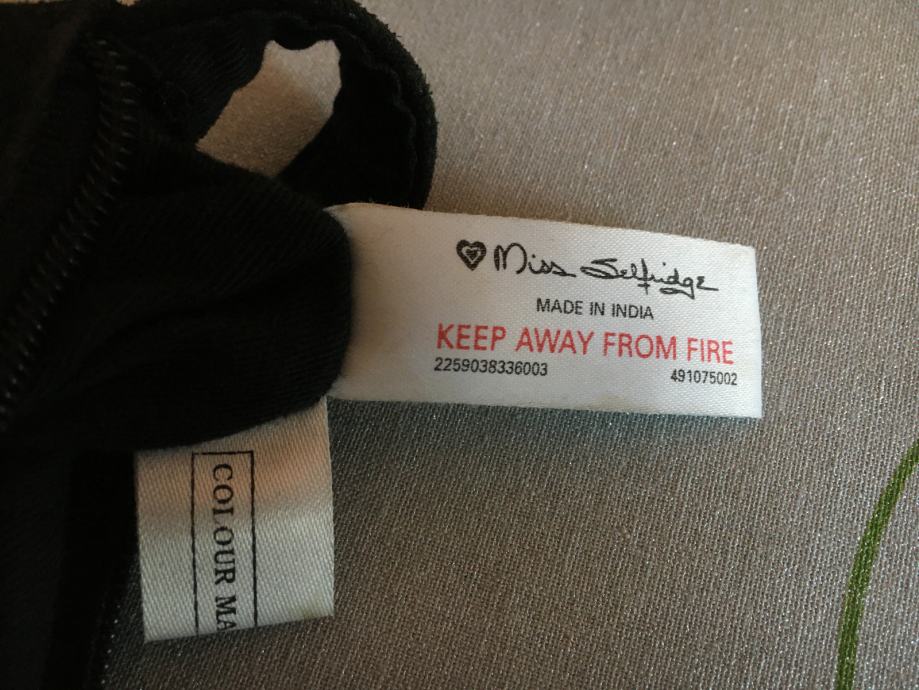 Miss Selfridge
MADE IN INDIA
KEEP AWAY FROM FIRE
2259038336003 491075002
COLOUR MA